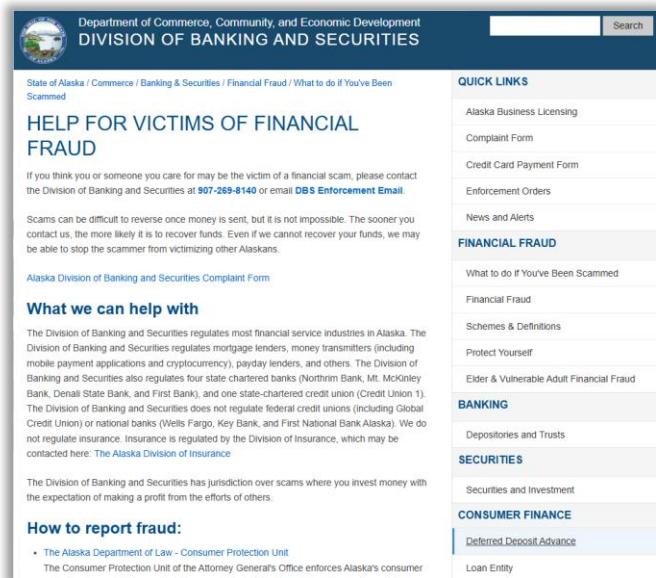 Department of Commerce, Community, and Economic Development
DIVISION OF BANKING AND SECURITIES
Search
State of Alaska / Commerce / Banking & Securities / Financial Fraud / What to do if You've Been
Scammed
HELP FOR VICTIMS OF FINANCIAL
FRAUD
If you think you or someone you care for may be the victim of a financial scam, please contact
the Division of Banking and Securities at 907-269-8140 or email DBS Enforcement Email.
Scams can be difficult to reverse once money is sent, but it is not impossible. The sooner you
contact us, the more likely it is to recover funds. Even if we cannot recover your funds, we may
be able to stop the scammer from victimizing other Alaskans.
Alaska Division of Banking and Securities Complaint Form
What we can help with
The Division of Banking and Securities regulates most financial service industries in Alaska. The
Division of Banking and Securities regulates mortgage lenders, money transmitters (including
mobile payment applications and cryptocurrency), payday lenders, and others. The Division of
Banking and Securities also regulates four state chartered banks (Northrim Bank, Mt. McKinley
Bank, Denali State Bank, and First Bank), and one state-chartered credit union (Credit Union 1).
The Division of Banking and Securities does not regulate federal credit unions (including Global
Credit Union) or national banks (Wells Fargo, Key Bank, and First National Bank Alaska). We do
not regulate insurance. Insurance is regulated by the Division of Insurance, which may be
contacted here: The Alaska Division of Insurance
The Division of Banking and Securities has jurisdiction over scams where you invest money with
the expectation of making a profit from the efforts of others.
How to report fraud:
• The Alaska Department of Law - Consumer Protection Unit
The Consumer Protection Unit of the Attorney General's Office enforces Alaska's consumer
QUICK LINKS
Alaska Business Licensing
Complaint Form
Credit Card Payment Form
Enforcement Orders
News and Alerts
FINANCIAL FRAUD
What to do if You've Been Scammed
Financial Fraud
Schemes & Definitions
Protect Yourself
Elder & Vulnerable Adult Financial Fraud
BANKING
Depositories and Trusts
SECURITIES
Securities and Investment
CONSUMER FINANCE
Deferred Deposit Advance
Loan Entity